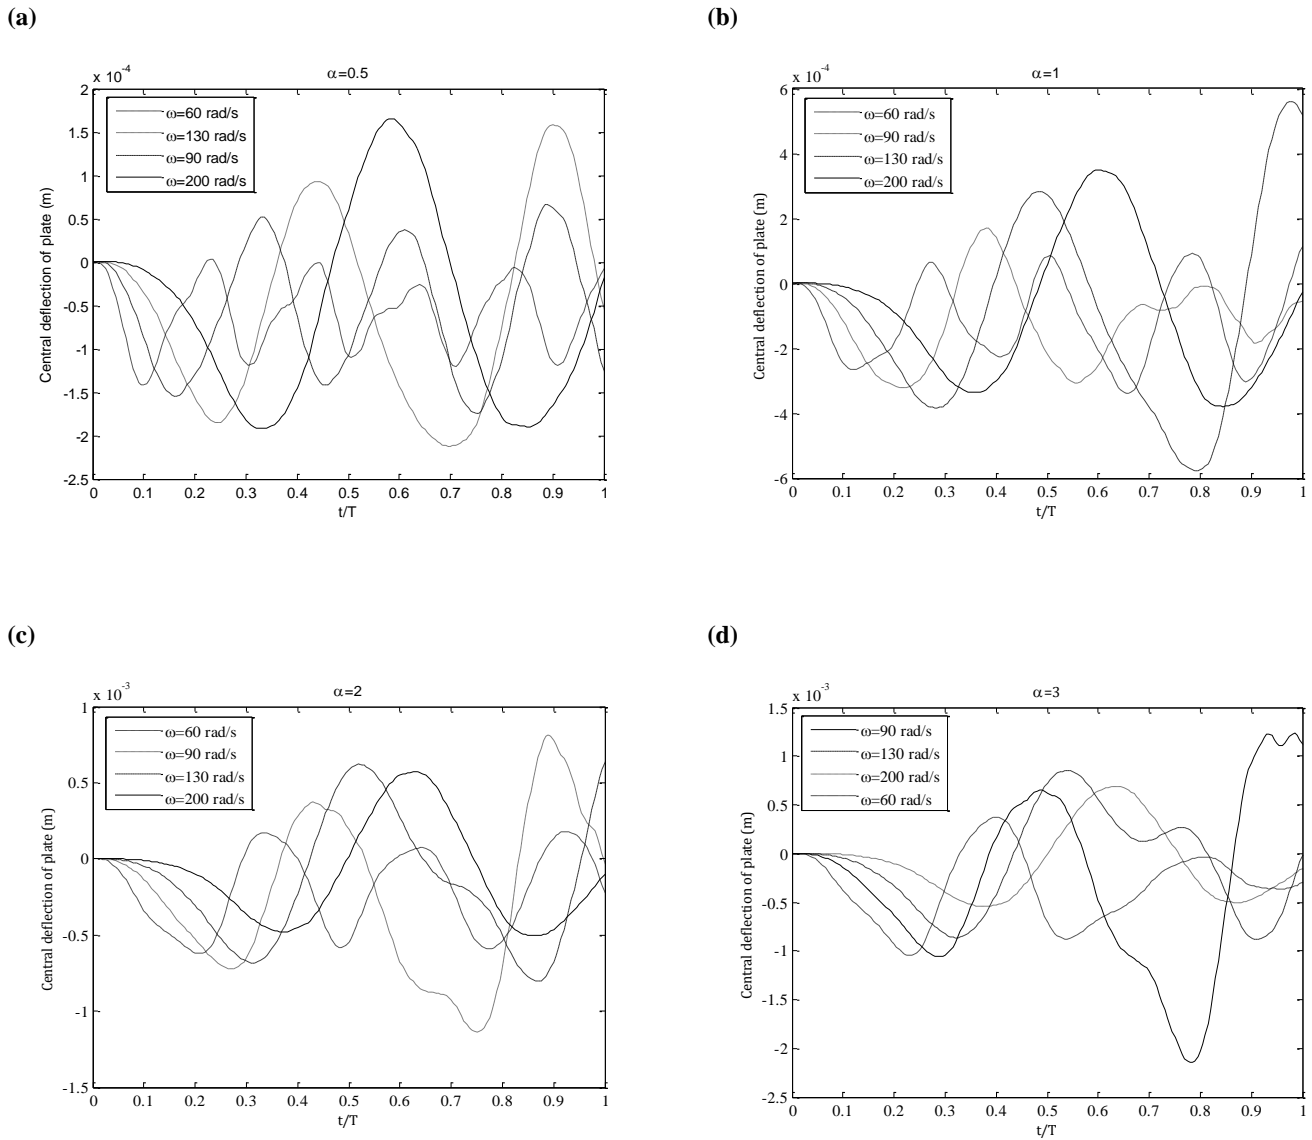 (a)
α=0.5
x 10^-4
ω=60 rad/s
ω=130 rad/s
ω=90 rad/s
ω=200 rad/s
Central deflection of plate (m)
2
1.5
1
0.5
0
-0.5
-1
-1.5
-2
-2.5
0 0.1 0.2 0.3 0.4 0.5 0.6 0.7 0.8 0.9 1
t/T
(b)
α=1
x 10^-4
ω=60 rad/s
ω=90 rad/s
ω=130 rad/s
ω=200 rad/s
Central deflection of plate (m)
6
4
2
0
-2
-4
-6
0 0.1 0.2 0.3 0.4 0.5 0.6 0.7 0.8 0.9 1
t/T
(c)
α=2
x 10^-3
ω=60 rad/s
ω=90 rad/s
ω=130 rad/s
ω=200 rad/s
Central deflection of plate (m)
1
0.5
0
-0.5
-1
-1.5
0 0.1 0.2 0.3 0.4 0.5 0.6 0.7 0.8 0.9 1
t/T
(d)
α=3
x 10^-3
ω=90 rad/s
ω=130 rad/s
ω=200 rad/s
ω=60 rad/s
Central deflection of plate (m)
1.5
1
0.5
0
-0.5
-1
-1.5
-2
-2.5
0 0.1 0.2 0.3 0.4 0.5 0.6 0.7 0.8 0.9 1
t/T